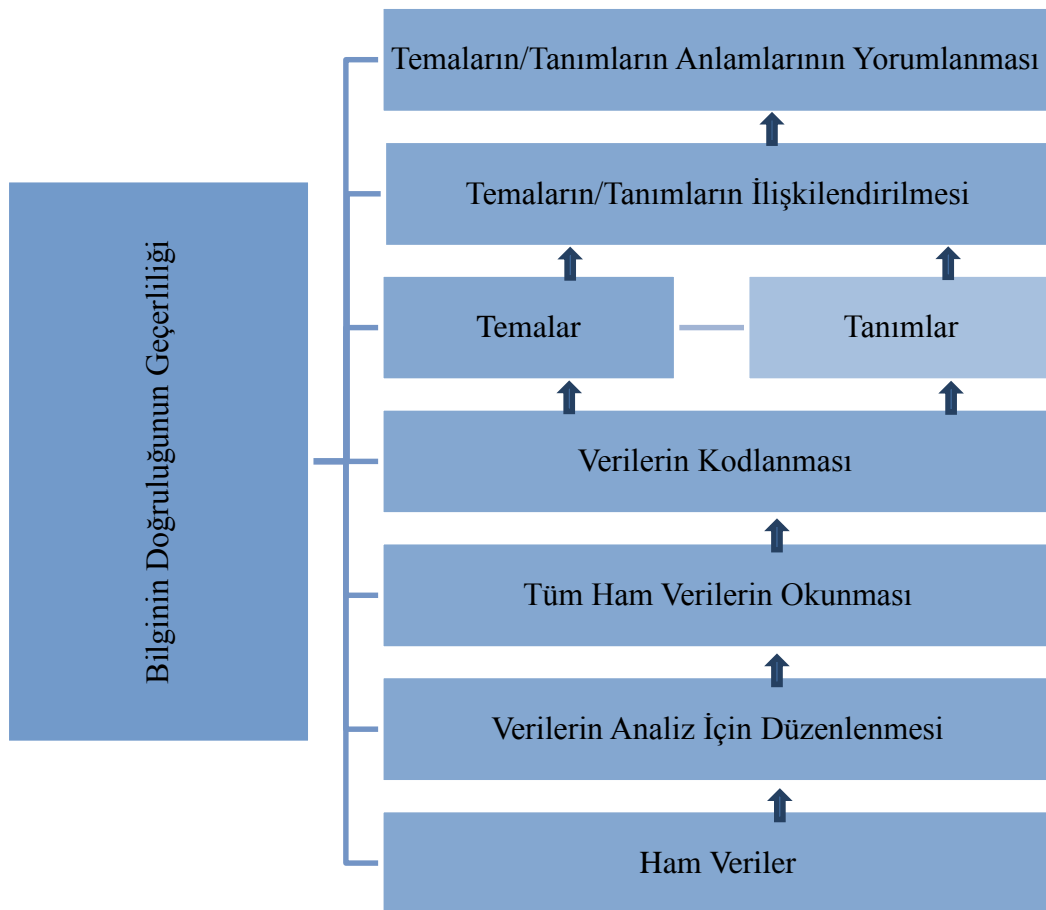 Temaların/Tanımların Anlamlarının Yorumlanması
Temaların/Tanımların İlişkilendirilmesi
Bilginin Doğruluğunun Geçerliliği
Temalar
Tanımlar
Verilerin Kodlanması
Tüm Ham Verilerin Okunması
Verilerin Analiz İçin Düzenlenmesi
Ham Veriler